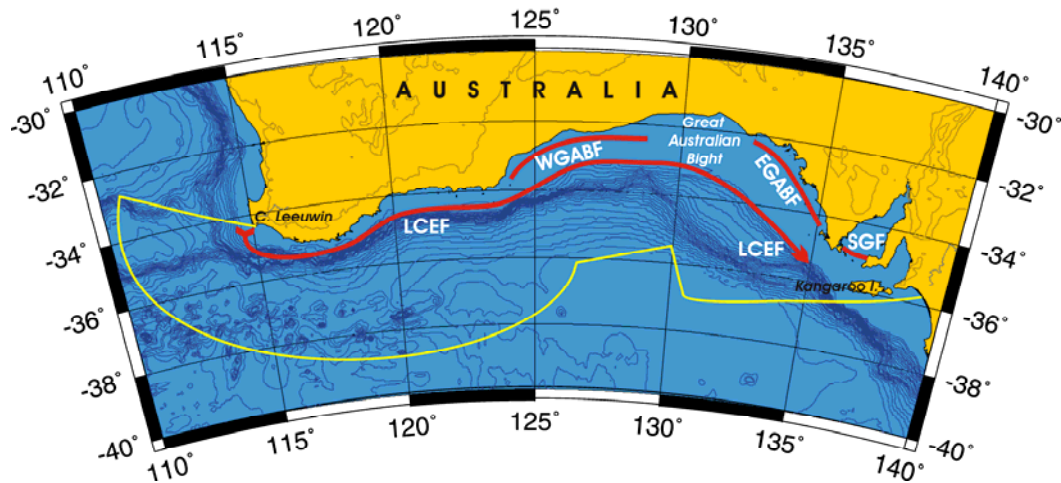 110° 115° 120° 125° 130° 135° 140°
-30° -30°
-32° -32°
-34° -34°
-36° -36°
-38° -38°
-40° -40°
AUSTRALIA
Great
Australian
Bight
WGABF
EGABF
C. Leeuwin
LCEF
LCEF
SGF
Kangaroo I.
110° 115° 120° 125° 130° 135° 140°